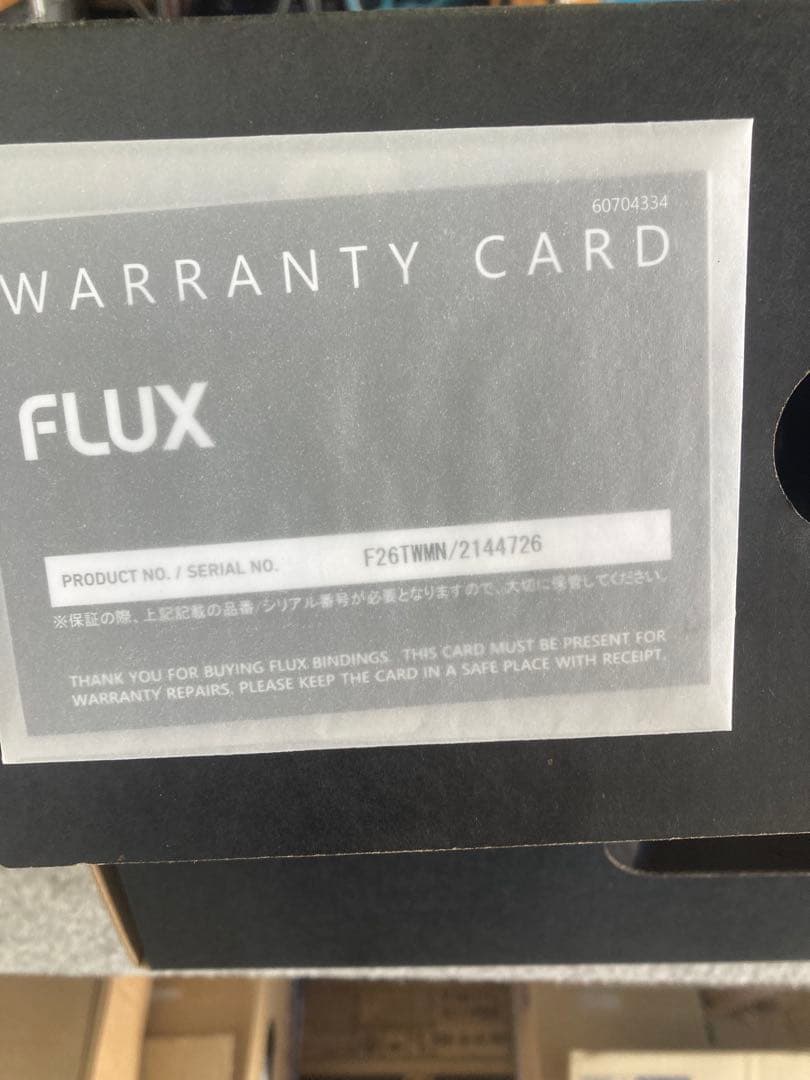 60704334
WARRANTY CARD
FLUX
PRODUCT NO. / SERIAL NO. F26TWMN/2144726
※保証の際、上記記載の品番/シリアル番号が必要となりますので、大切に保管してください。
THANK YOU FOR BUYING FLUX BINDINGS. THIS CARD MUST BE PRESENT FOR
WARRANTY REPAIRS. PLEASE KEEP THE CARD IN A SAFE PLACE WITH RECEIPT.